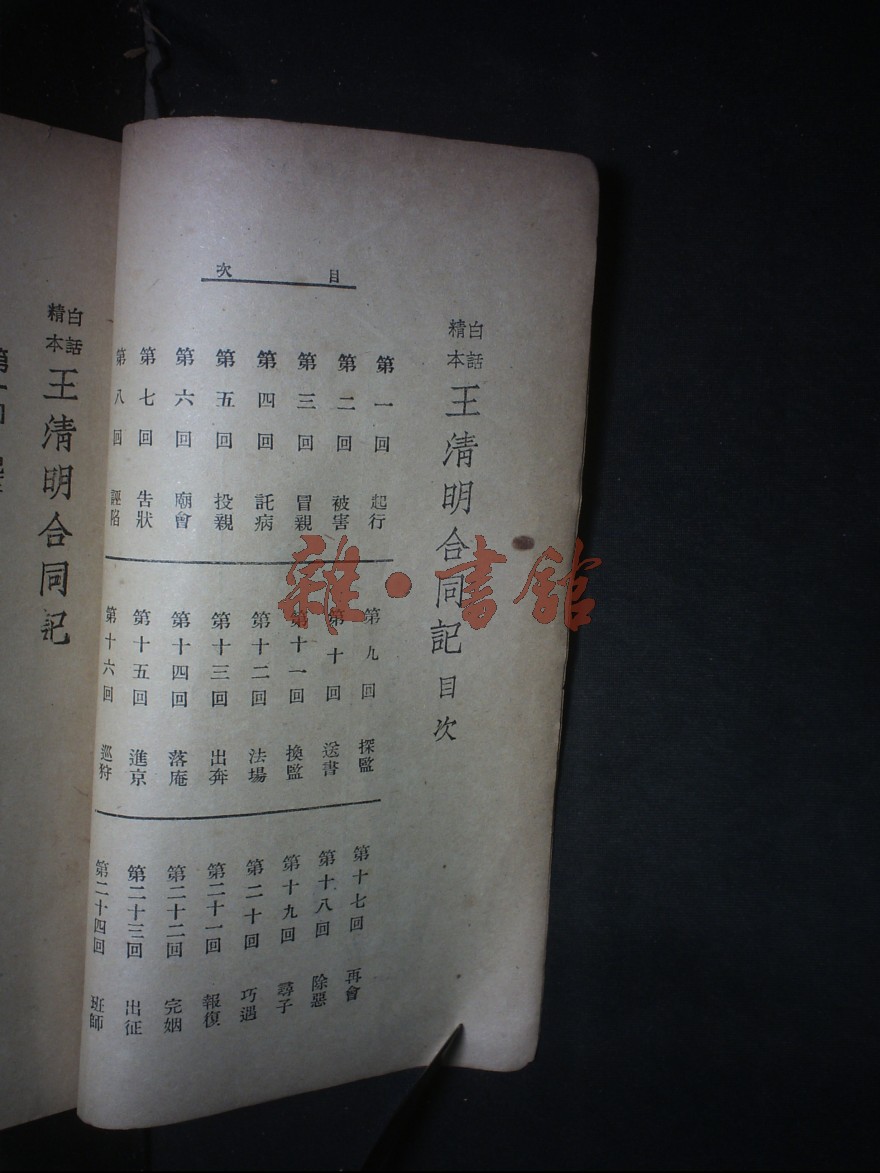 白話
精本
王清明合同記 目次
目次
第一回 起行
第二回 被害
第三回 冒親
第四回 託病
第五回 投親
第六回 廟會
第七回 告狀
第八回 誣陷
第九回 探監
第十回 送書
第十一回 換監
第十二回 法場
第十三回 出奔
第十四回 落庵
第十五回 進京
第十六回 巡狩
第十七回 再會
第十八回 除惡
第十九回 尋子
第二十回 巧遇
第二十一回 報復
第二十二回 完姻
第二十三回 出征
第二十四回 班師
白話
精本
王清明合同記
雜·書館